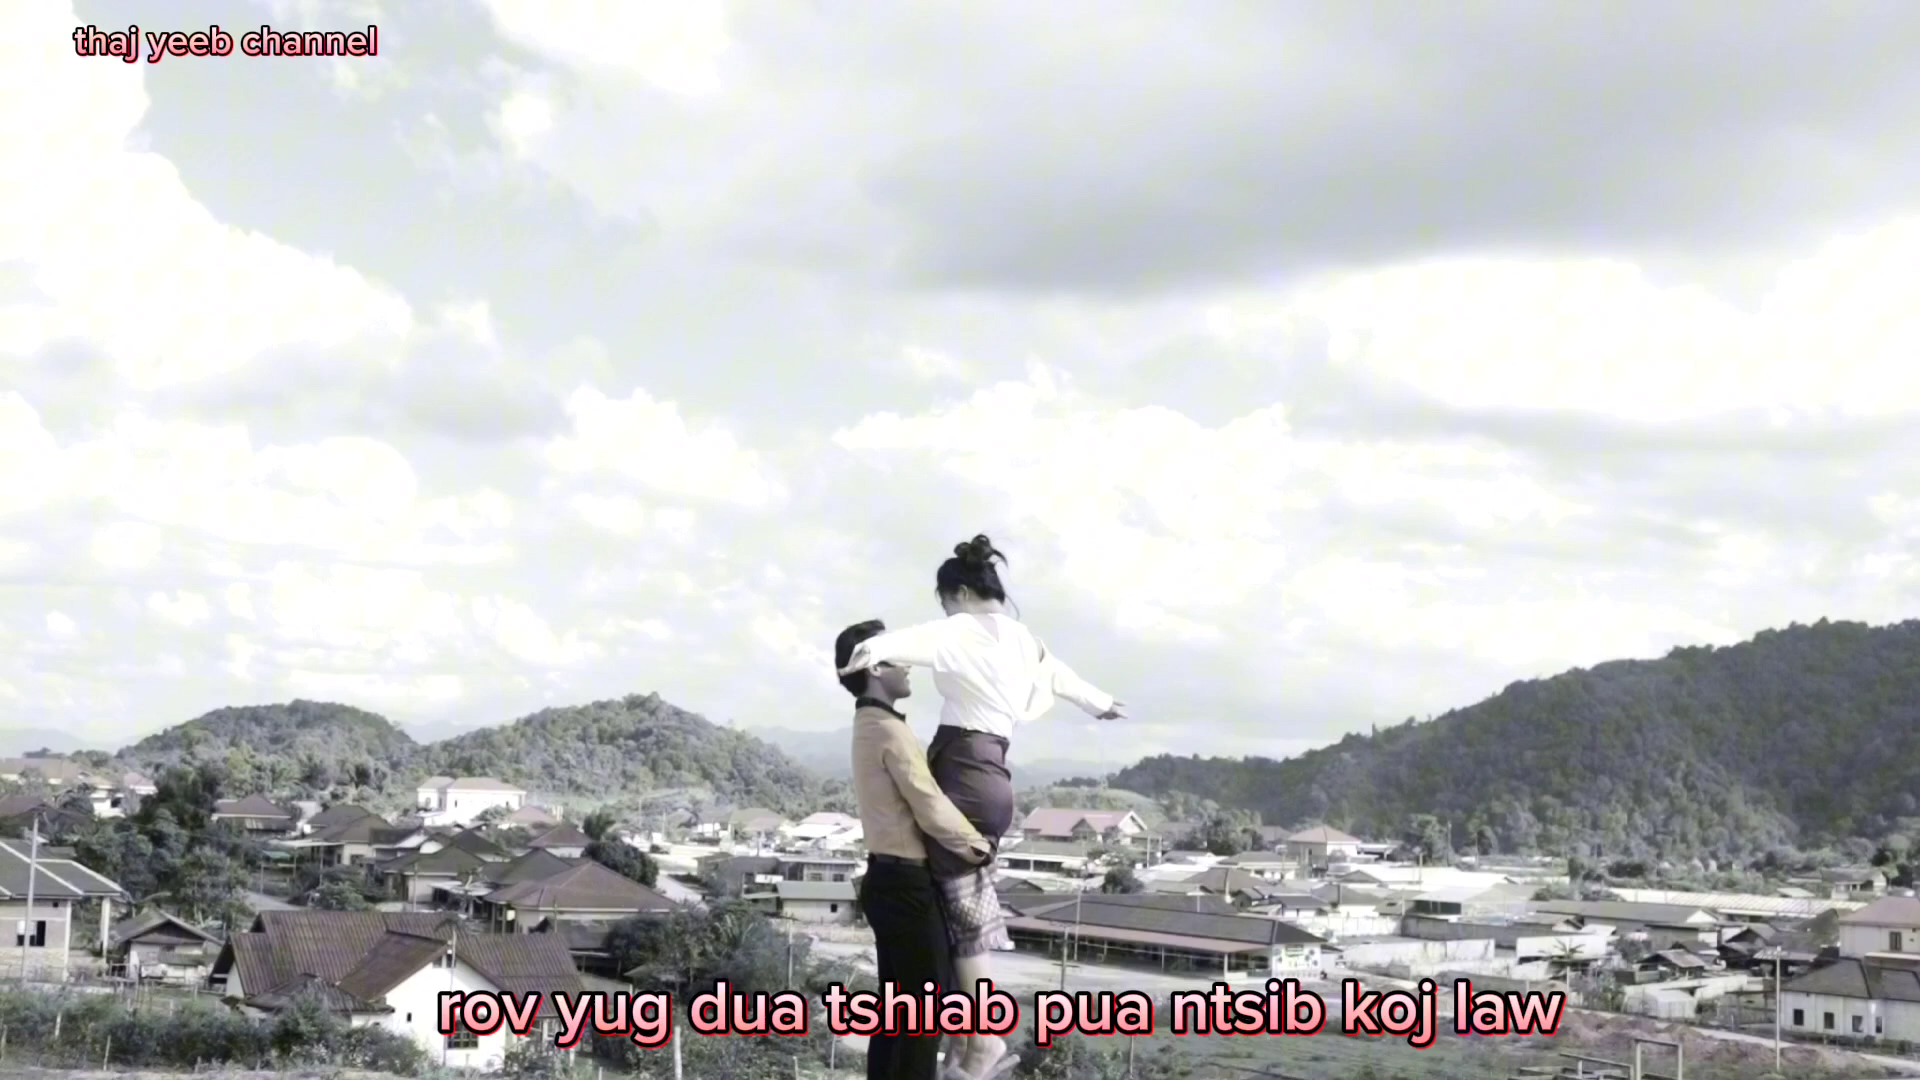 thaj yeeb channel
rov yug dua tshiab pua ntsib koj law